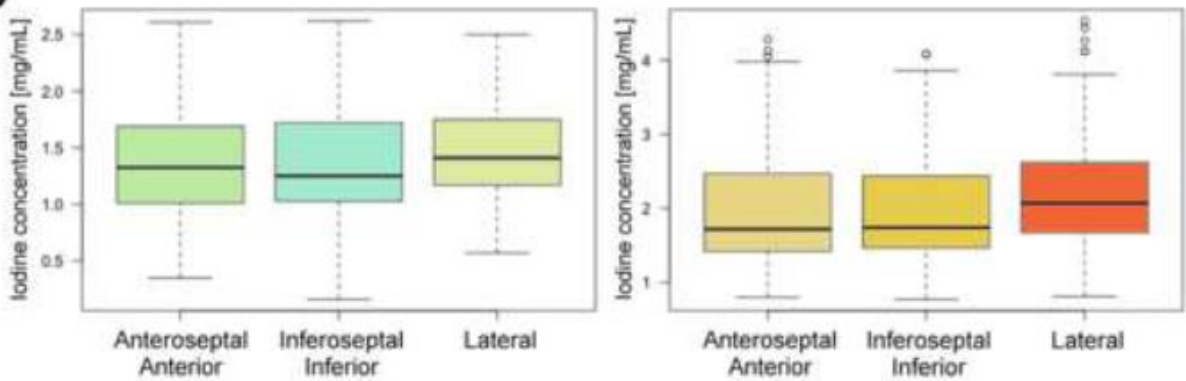 Iodine concentration [mg/mL]
2.5
2.0
1.5
1.0
0.5
Anteroseptal Anterior
Inferoseptal Inferior
Lateral
Iodine concentration [mg/mL]
4
3
2
1
Anteroseptal Anterior
Inferoseptal Inferior
Lateral